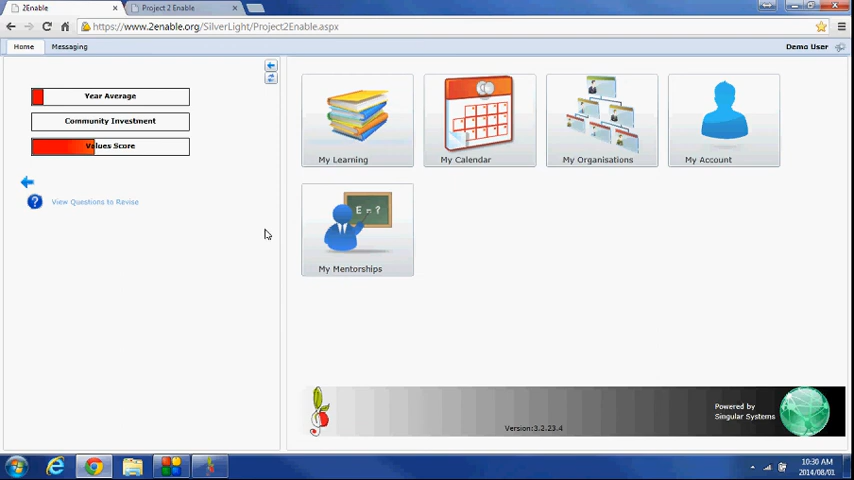 2Enable
Project 2 Enable
https://www.2enable.org/SilverLight/Project2Enable.aspx
Home
Messaging
Demo User
Year Average
Community Investment
Values Score
View Questions to Revise
My Learning
My Calendar
My Organisations
My Account
E = ?
My Mentorships
Powered by
Singular Systems
Version:3.2.23.4
10:30 AM
2014/08/01